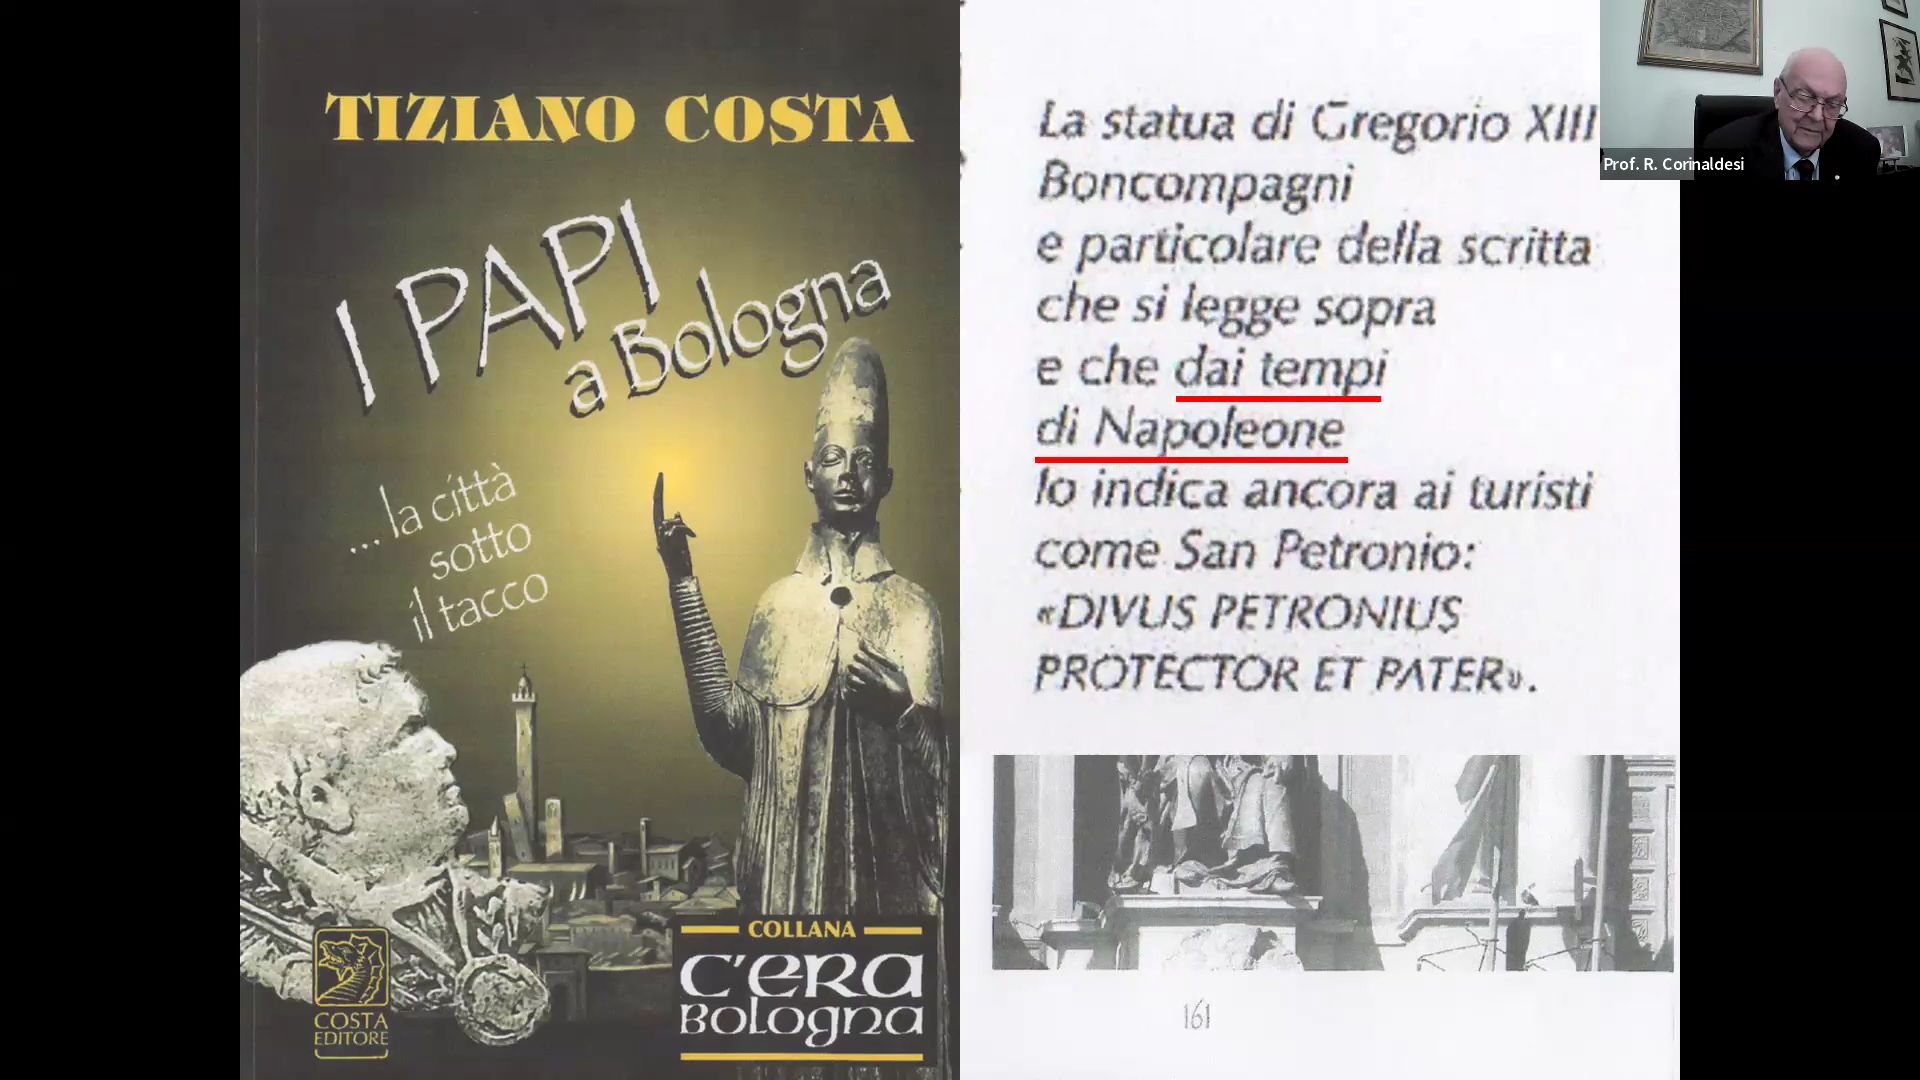 TIZIANO COSTA
I PAPI
a Bologna
... la città
sotto
il tacco
COSTA
EDITORE
COLLANA
C'ERA
BOLOGNA
La statua di Gregorio XIII
Boncompagni
e particolare della scritta
che si legge sopra
e che dai tempi
di Napoleone
lo indica ancora ai turisti
come San Petronio:
«DIVUS PETRONIUS
PROTECTOR ET PATER».
161
Prof. R. Corinaldesi